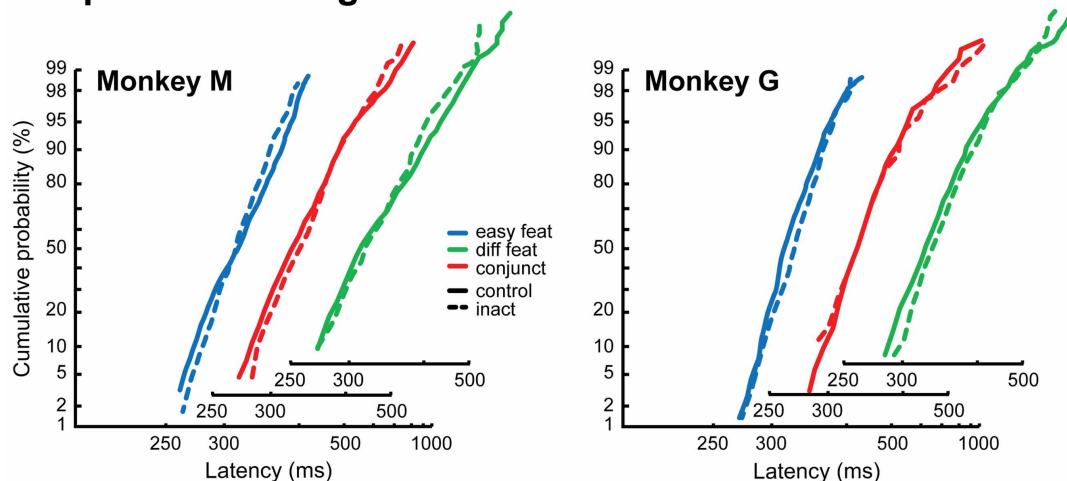 Monkey M
Cumulative probability (%)
99
98
95
90
80
50
20
10
5
2
1
250 300 500 1000
250 300 500
250 300 500
Latency (ms)
easy feat
diff feat
conjunct
control
inact
Monkey G
99
98
95
90
80
50
20
10
5
2
1
250 300 500 1000
250 300 500
250 300 500
Latency (ms)